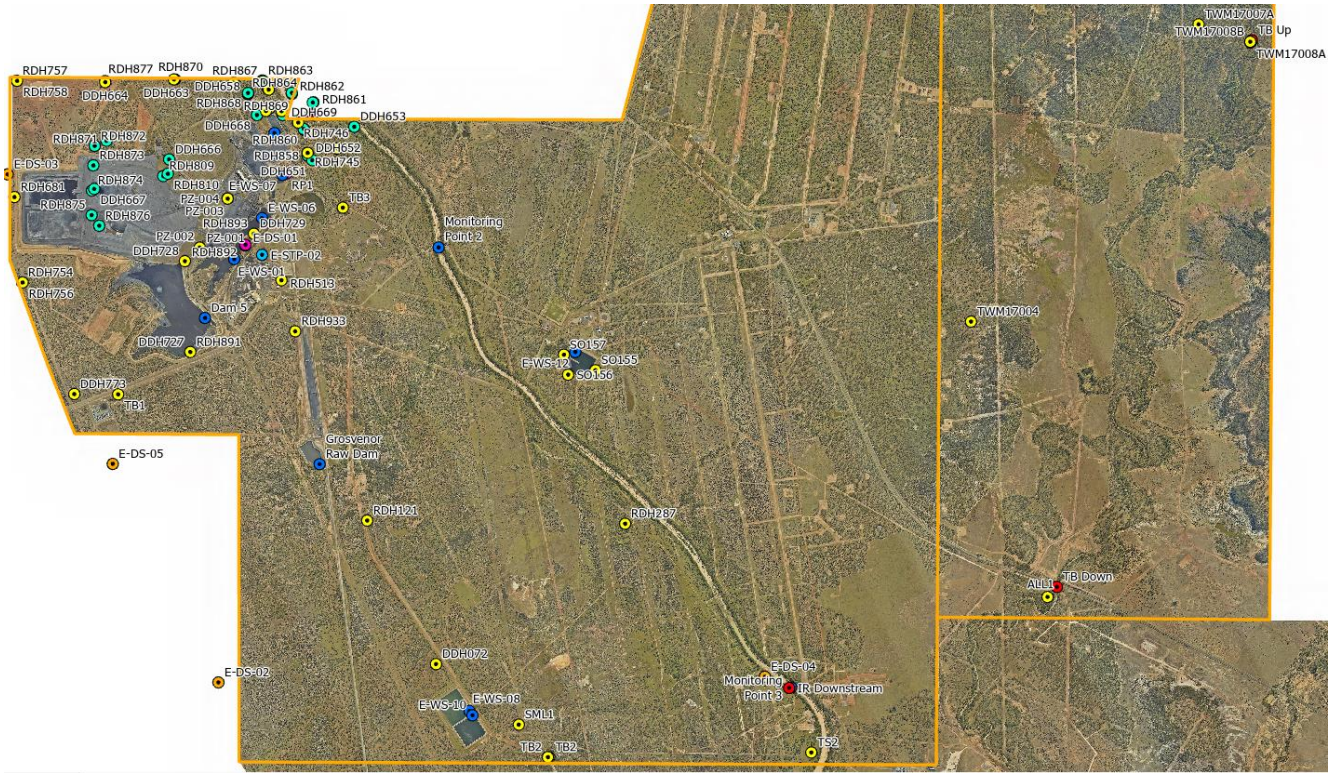 TWM17007A
TWM17008B
TB Up
TWM17008A
RDH757
RDH758
RDH877
DDH664
RDH870
DDH663
RDH867
DDH658
RDH863
RDH864
RDH862
RDH861
RDH868
RDH869
DDH669
DDH653
DDH668
RDH860
RDH746
RDH871
RDH872
RDH858
DDH652
RDH745
DDH666
RDH873
DDH651
E-DS-03
RDH809
RP1
RDH681
RDH874
RDH810
E-WS-07
DDH667
PZ-004
RDH875
PZ-003
E-WS-06
TB3
RDH876
RDH893
DDH729
Monitoring
Point 2
PZ-002
PZ-001
E-DS-01
DDH728
RDH892
E-STP-02
E-WS-01
RDH754
RDH756
RDH513
Dam 5
RDH933
TWM17004
DDH727
RDH891
SO157
E-WS-12
SO155
SO156
DDH773
TB1
Grosvenor
Raw Dam
E-DS-05
RDH121
RDH287
ALL1
TB Down
DDH072
E-DS-02
E-DS-04
Monitoring
Point 3
IR Downstream
E-WS-10
E-WS-08
SML1
TB2
TB2
TS2